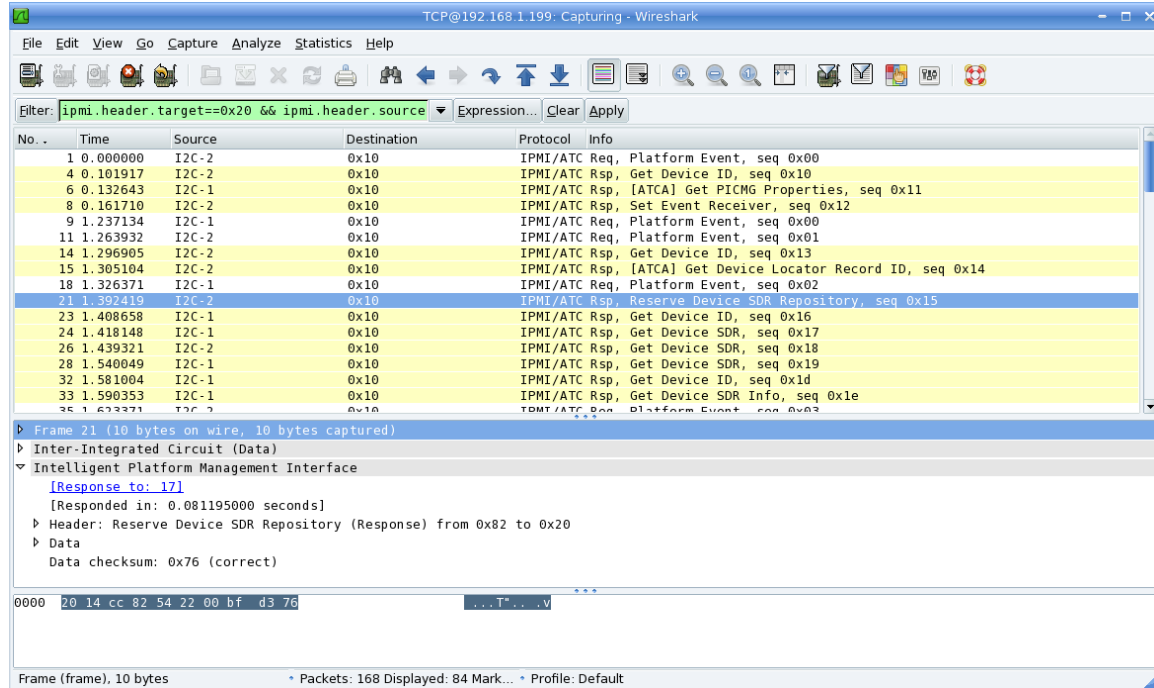 TCP@192.168.1.199: Capturing - Wireshark
File Edit View Go Capture Analyze Statistics Help
Filter: ipmi.header.target==0x20 && ipmi.header.source Expression... Clear Apply
No. . Time Source Destination Protocol Info
1 0.000000 I2C-2 0x10 IPMI/ATC Req, Platform Event, seq 0x00
4 0.101917 I2C-2 0x10 IPMI/ATC Rsp, Get Device ID, seq 0x10
6 0.132643 I2C-1 0x10 IPMI/ATC Rsp, [ATCA] Get PICMG Properties, seq 0x11
8 0.161710 I2C-2 0x10 IPMI/ATC Rsp, Set Event Receiver, seq 0x12
9 1.237134 I2C-1 0x10 IPMI/ATC Req, Platform Event, seq 0x00
11 1.263932 I2C-2 0x10 IPMI/ATC Req, Platform Event, seq 0x01
14 1.296905 I2C-2 0x10 IPMI/ATC Rsp, Get Device ID, seq 0x13
15 1.305104 I2C-2 0x10 IPMI/ATC Rsp, [ATCA] Get Device Locator Record ID, seq 0x14
18 1.326371 I2C-1 0x10 IPMI/ATC Req, Platform Event, seq 0x02
21 1.392419 I2C-2 0x10 IPMI/ATC Rsp, Reserve Device SDR Repository, seq 0x15
23 1.408658 I2C-1 0x10 IPMI/ATC Rsp, Get Device ID, seq 0x16
24 1.418148 I2C-1 0x10 IPMI/ATC Rsp, Get Device SDR, seq 0x17
26 1.439321 I2C-2 0x10 IPMI/ATC Rsp, Get Device SDR, seq 0x18
28 1.540049 I2C-1 0x10 IPMI/ATC Rsp, Get Device SDR, seq 0x19
32 1.581004 I2C-1 0x10 IPMI/ATC Rsp, Get Device ID, seq 0x1d
33 1.590353 I2C-1 0x10 IPMI/ATC Rsp, Get Device SDR Info, seq 0x1e
35 1.623371 I2C-2 0x10 IPMI/ATC Req, Platform Event, seq 0x03
Frame 21 (10 bytes on wire, 10 bytes captured)
Inter-Integrated Circuit (Data)
Intelligent Platform Management Interface
[Response to: 17]
[Responded in: 0.081195000 seconds]
Header: Reserve Device SDR Repository (Response) from 0x82 to 0x20
Data
Data checksum: 0x76 (correct)
0000 20 14 cc 82 54 22 00 bf d3 76 ...T".. .v
Frame (frame), 10 bytes Packets: 168 Displayed: 84 Mark... Profile: Default